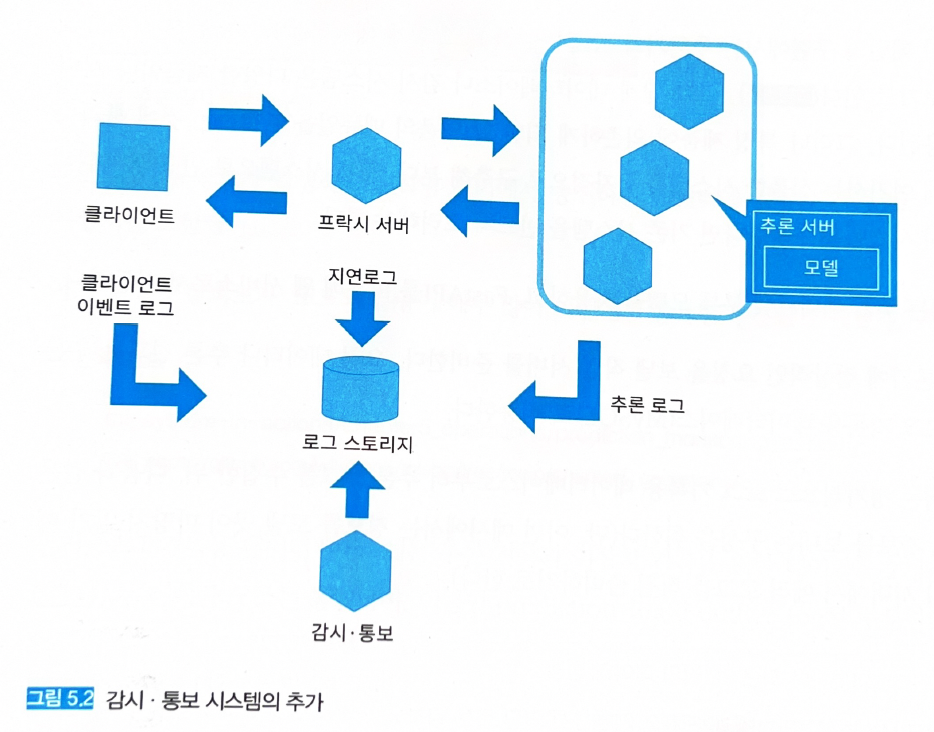 클라이언트
프락시 서버
추론 서버
모델
클라이언트
이벤트 로그
지연로그
추론 로그
로그 스토리지
감시·통보
그림 5.2 감시·통보 시스템의 추가